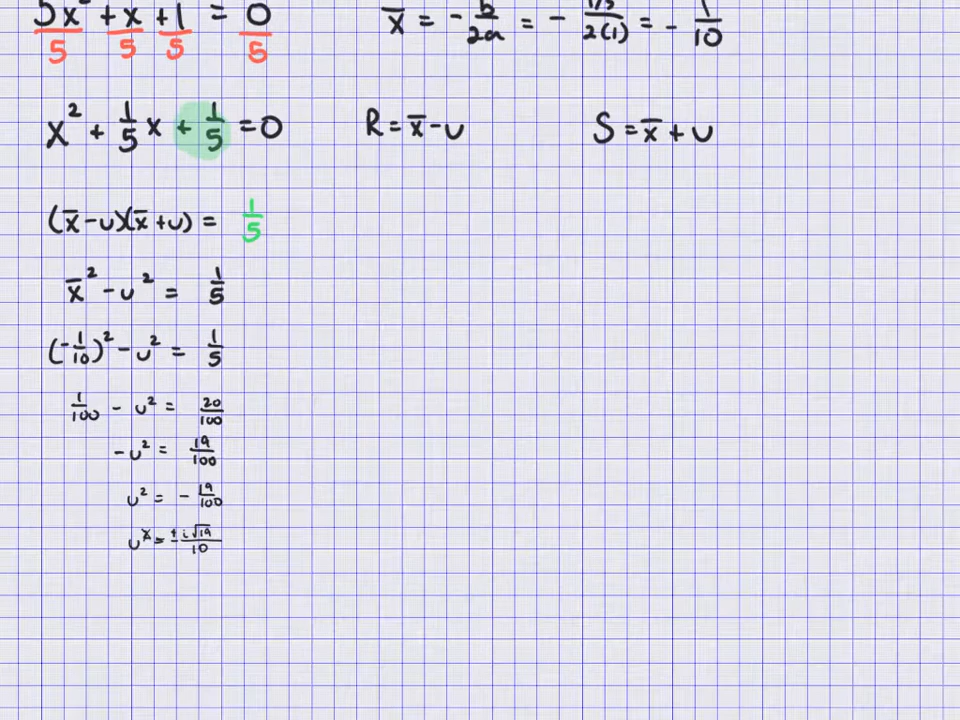 5x² + x + 1 = 0
5 5 5 5
x̄ = - b/2a = - 1/5/2(1) = - 1/10
x² + 1/5 x + 1/5 = 0
R = x̄ - u
S = x̄ + u
(x̄ - u)(x̄ + u) = 1/5
x̄² - u² = 1/5
(-1/10)² - u² = 1/5
1/100 - u² = 20/100
-u² = 19/100
u² = - 19/100
u² = ± i√19/10